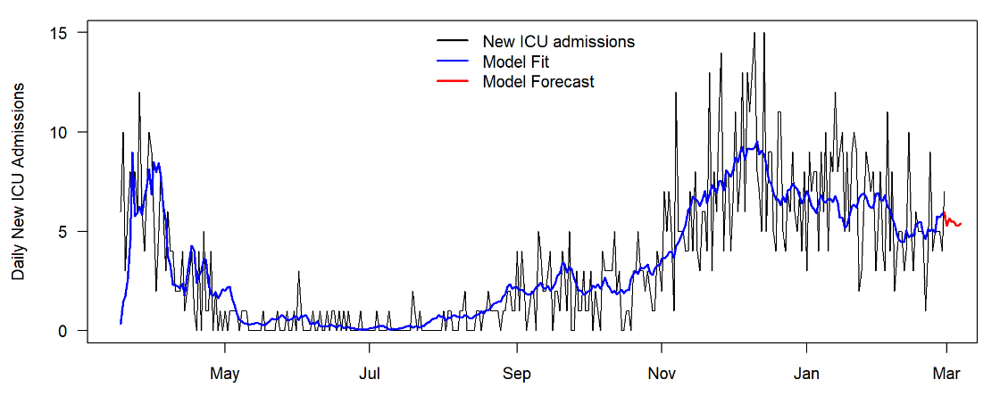 15
New ICU admissions
Model Fit
Model Forecast
10
5
0
Daily New ICU Admissions
May
Jul
Sep
Nov
Jan
Mar